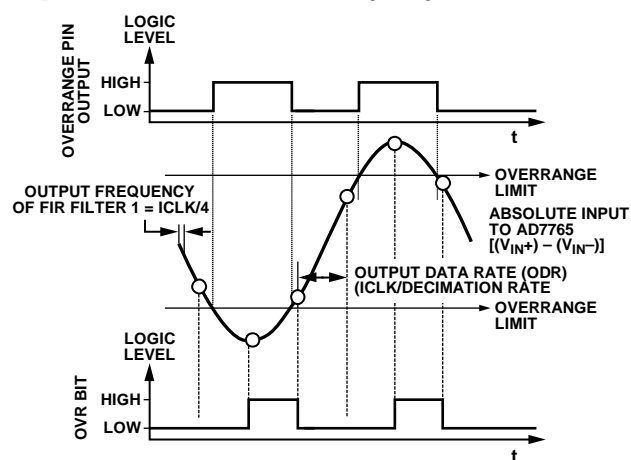 LOGIC
LEVEL
OVERRANGE PIN
OUTPUT
HIGH
LOW
t
OVERRANGE
LIMIT
OUTPUT FREQUENCY
OF FIR FILTER 1 = ICLK/4
ABSOLUTE INPUT
TO AD7765
[(VIN+) – (VIN–)]
OUTPUT DATA RATE (ODR)
(ICLK/DECIMATION RATE
OVERRANGE
LIMIT
LOGIC
LEVEL
OVR BIT
HIGH
LOW
t